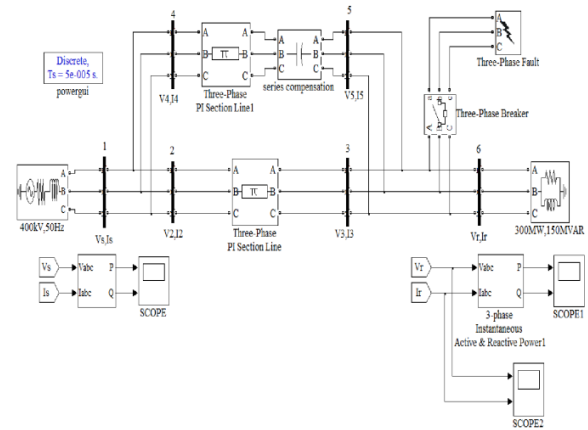 4
5
A
B
C
A
B
C
A
B
C
A
B
C
A
B
C
Three-Phase Fault
Discrete,
Ts = 5e-005 s.
powergui
V4,I4
Three-Phase
PI Section Line1
series compensation
V5,I5
a
b
c
A
B
C
Three-Phase Breaker
1
2
3
6
A
B
C
A
B
C
A
B
C
A
B
C
400kV,50Hz
Vs,Is
V2,I2
Three-Phase
PI Section Line
V3,I3
Vr,Ir
300MW,150MVAR
Vs
Is
Vabc
Iabc
P
Q
SCOPE
Vr
Ir
Vabc
Iabc
P
Q
SCOPE1
3-phase
Instantaneous
Active & Reactive Power1
SCOPE2